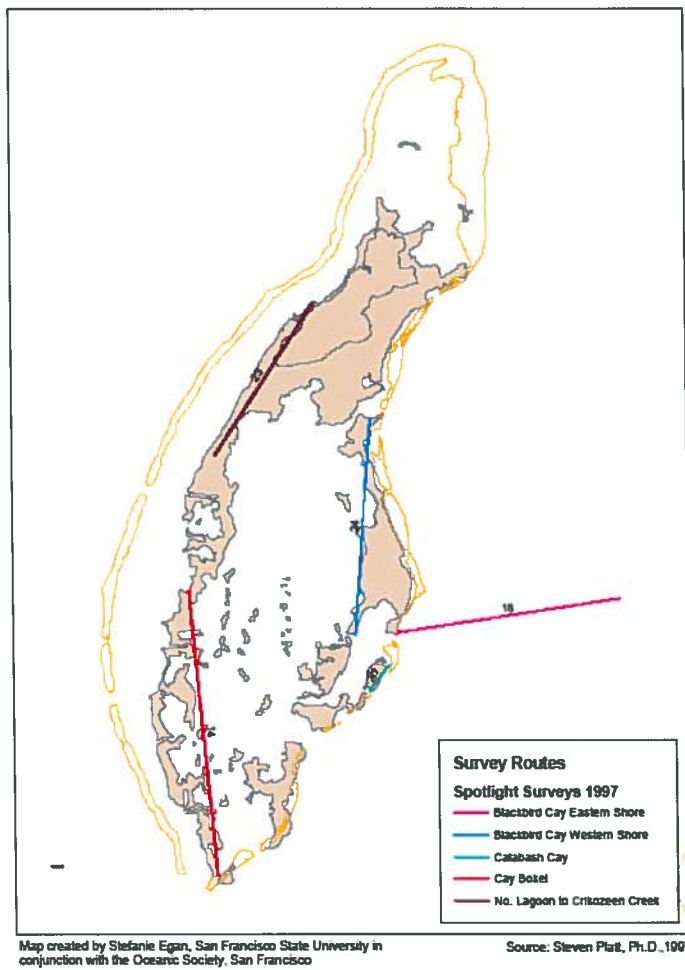 18
Survey Routes
Spotlight Surveys 1997
Blackbird Cay Eastern Shore
Blackbird Cay Western Shore
Calabash Cay
Cay Bokel
No. Lagoon to Crikozeen Creek
Map created by Stefanie Egan, San Francisco State University in
conjunction with the Oceanic Society, San Francisco
Source: Steven Platt, Ph.D., 199